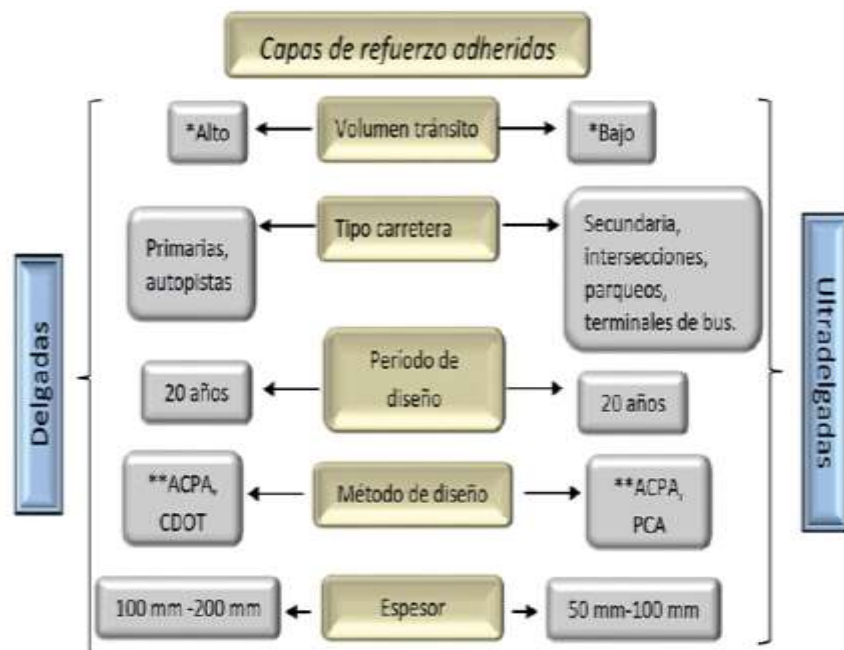 Capas de refuerzo adheridas
*Alto
Volumen tránsito
*Bajo
Primarias,
autopistas
Tipo carretera
Secundaria,
intersecciones,
parqueos,
terminales de bus.
Delgadas
Ultradelgadas
20 años
Período de
diseño
20 años
**ACPA,
CDOT
Método de diseño
**ACPA,
PCA
100 mm -200 mm
Espesor
50 mm-100 mm